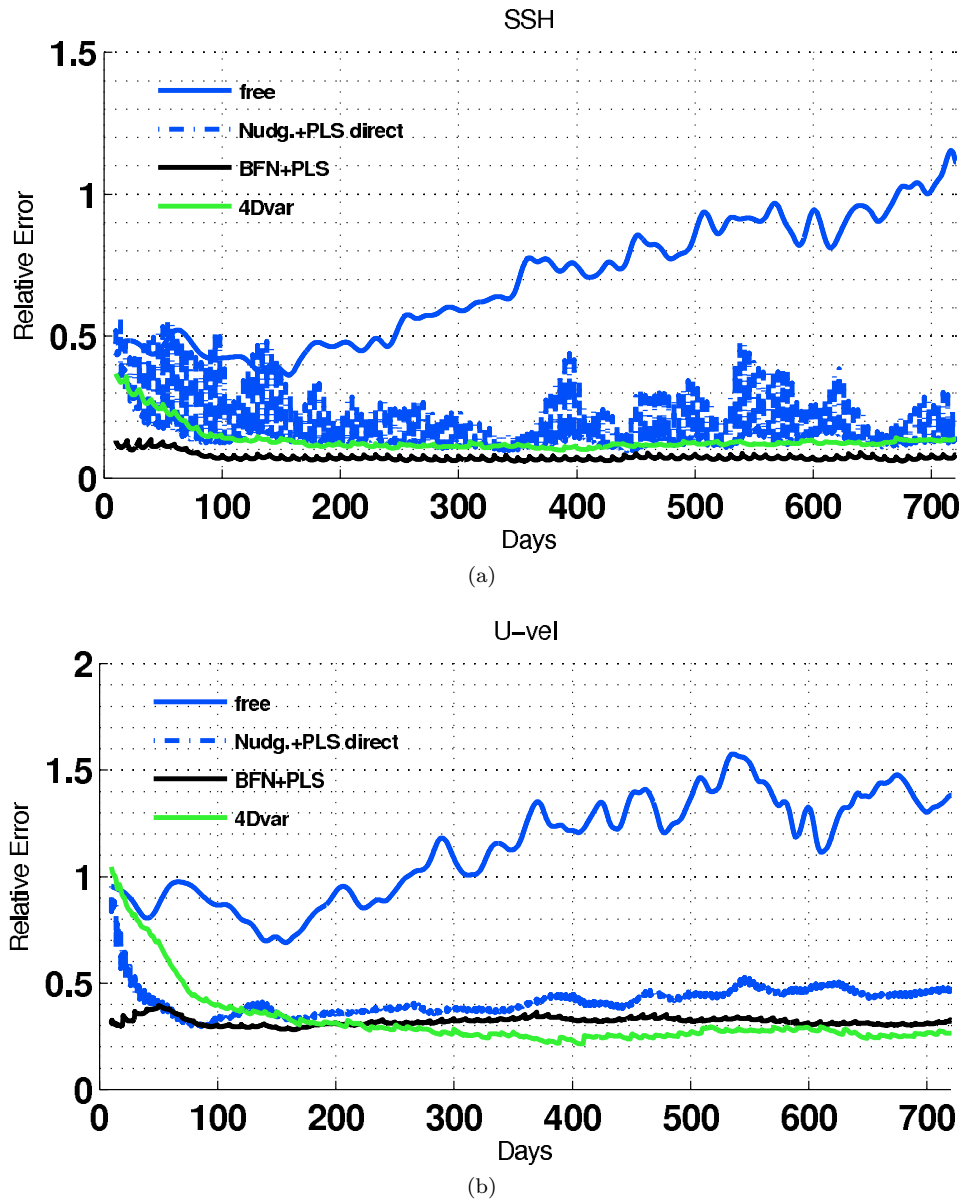 SSH
1.5
1
0.5
0
Relative Error
free
Nudg.+PLS direct
BFN+PLS
4Dvar
0 100 200 300 400 500 600 700
Days
(a)
U-vel
2
1.5
1
0.5
0
Relative Error
free
Nudg.+PLS direct
BFN+PLS
4Dvar
0 100 200 300 400 500 600 700
Days
(b)